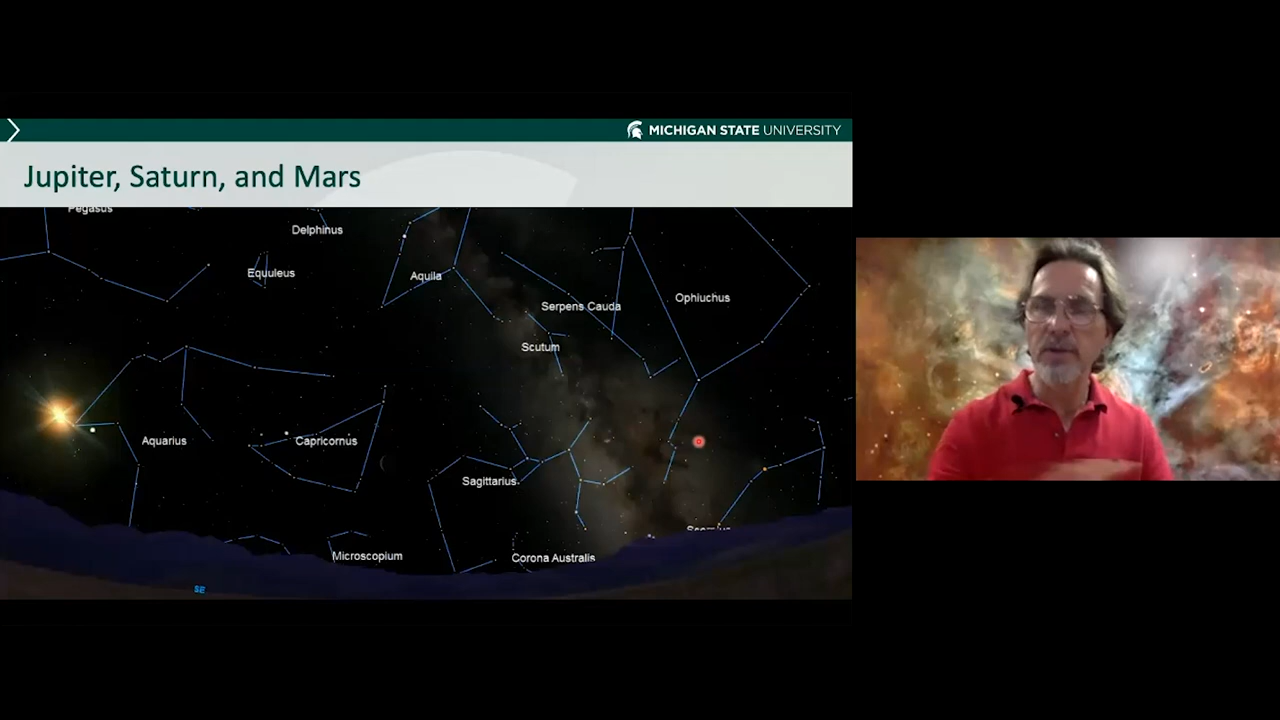 MICHIGAN STATE UNIVERSITY
Jupiter, Saturn, and Mars
Pegasus
Delphinus
Equuleus
Aquila
Serpens Cauda
Ophiuchus
Scutum
Aquarius
Capricornus
Sagittarius
Microscopium
Corona Australis
SE